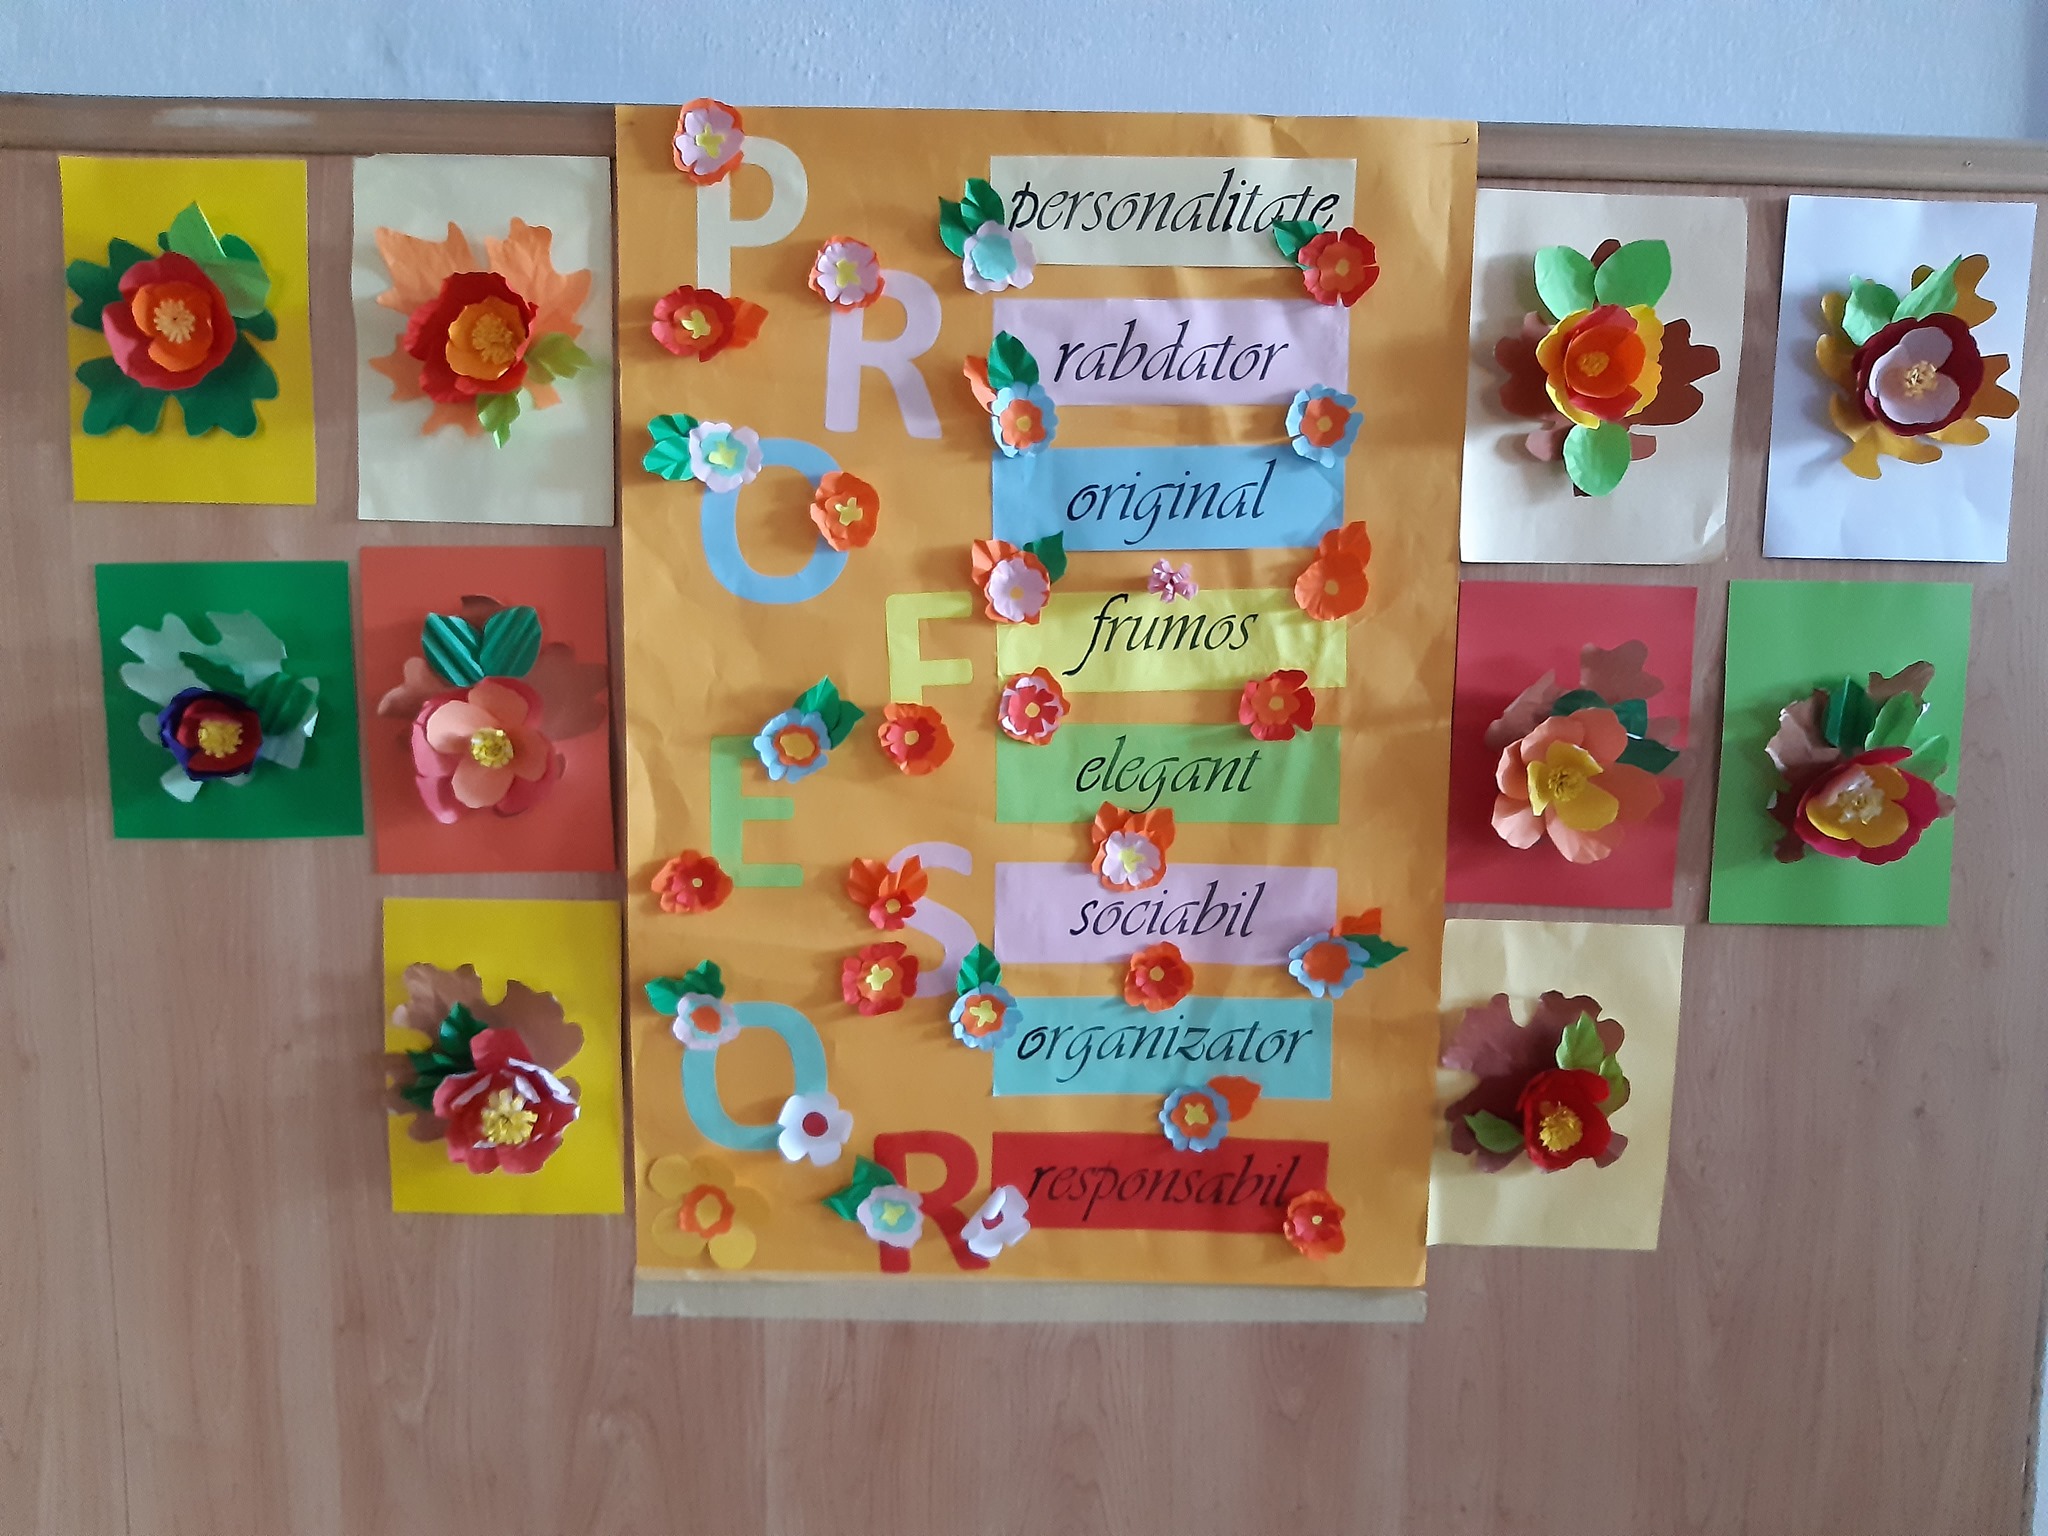 P personalitate
R rabdator
O original
F frumos
E elegant
S sociabil
O organizator
R responsabil